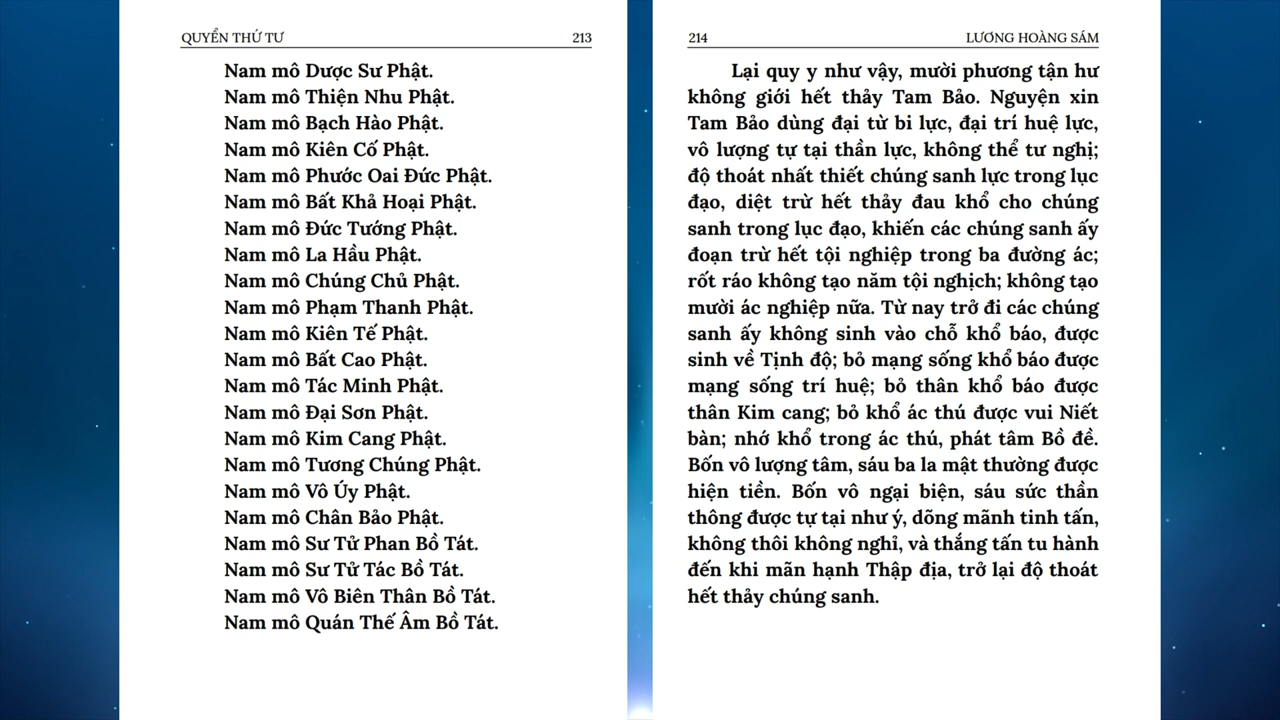 QUYỂN THỨ TƯ 213
Nam mô Dược Sư Phật.
Nam mô Thiện Nhu Phật.
Nam mô Bạch Hào Phật.
Nam mô Kiên Cố Phật.
Nam mô Phước Oai Đức Phật.
Nam mô Bất Khả Hoại Phật.
Nam mô Đức Tướng Phật.
Nam mô La Hầu Phật.
Nam mô Chúng Chủ Phật.
Nam mô Phạm Thanh Phật.
Nam mô Kiên Tế Phật.
Nam mô Bất Cao Phật.
Nam mô Tác Minh Phật.
Nam mô Đại Sơn Phật.
Nam mô Kim Cang Phật.
Nam mô Tương Chúng Phật.
Nam mô Vô Úy Phật.
Nam mô Chân Bảo Phật.
Nam mô Sư Tử Phan Bồ Tát.
Nam mô Sư Tử Tác Bồ Tát.
Nam mô Vô Biên Thân Bồ Tát.
Nam mô Quán Thế Âm Bồ Tát.
214 LƯƠNG HOÀNG SÁM
Lại quy y như vậy, mười phương tận hư
không giới hết thảy Tam Bảo. Nguyện xin
Tam Bảo dùng đại từ bi lực, đại trí huệ lực,
vô lượng tự tại thần lực, không thể tư nghị;
độ thoát nhất thiết chúng sanh lực trong lục
đạo, diệt trừ hết thảy đau khổ cho chúng
sanh trong lục đạo, khiến các chúng sanh ấy
đoạn trừ hết tội nghiệp trong ba đường ác;
rốt ráo không tạo năm tội nghịch; không tạo
mười ác nghiệp nữa. Từ nay trở đi các chúng
sanh ấy không sinh vào chỗ khổ báo, được
sinh về Tịnh độ; bỏ mạng sống khổ báo được
mạng sống trí huệ; bỏ thân khổ báo được
thân Kim cang; bỏ khổ ác thú được vui Niết
bàn; nhớ khổ trong ác thú, phát tâm Bồ đề.
Bốn vô lượng tâm, sáu ba la mật thường được
hiện tiền. Bốn vô ngại biện, sáu sức thần
thông được tự tại như ý, dõng mãnh tinh tấn,
không thôi không nghỉ, và thắng tấn tu hành
đến khi mãn hạnh Thập địa, trở lại độ thoát
hết thảy chúng sanh.